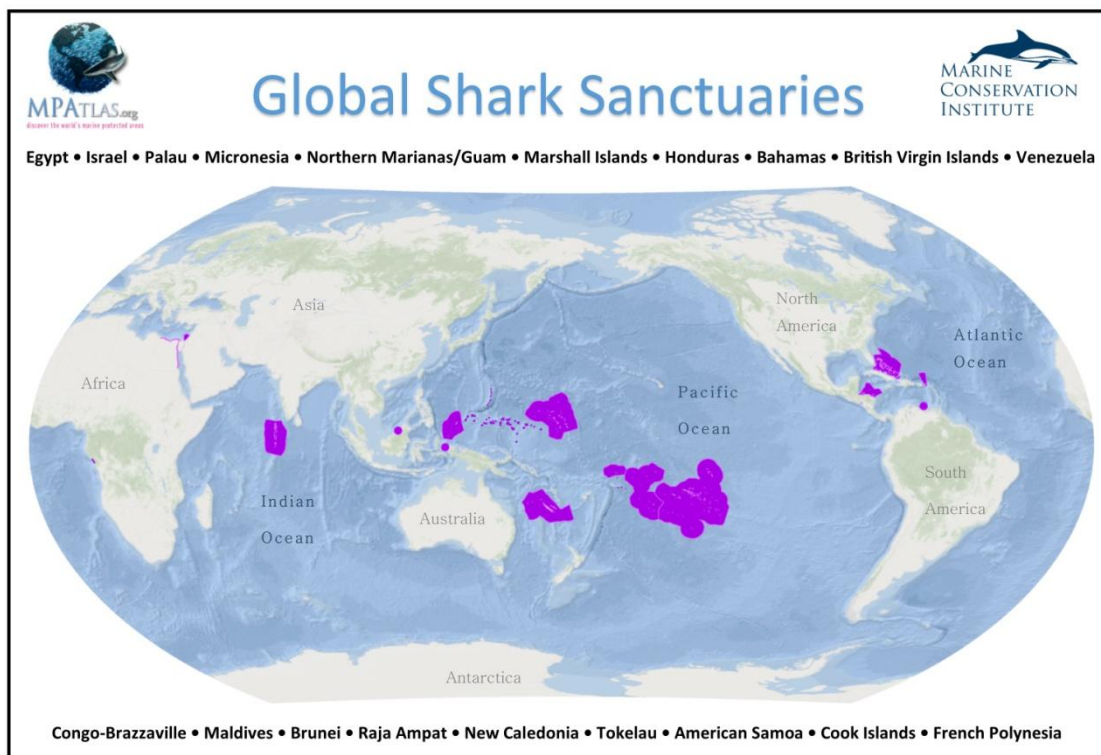 MPATLAS.org
discover the world's marine protected areas
Global Shark Sanctuaries
MARINE
CONSERVATION
INSTITUTE
Egypt • Israel • Palau • Micronesia • Northern Marianas/Guam • Marshall Islands • Honduras • Bahamas • British Virgin Islands • Venezuela
Asia
North
America
Atlantic
Ocean
Africa
Pacific
Ocean
Indian
Ocean
Australia
South
America
Antarctica
Congo-Brazzaville • Maldives • Brunei • Raja Ampat • New Caledonia • Tokelau • American Samoa • Cook Islands • French Polynesia